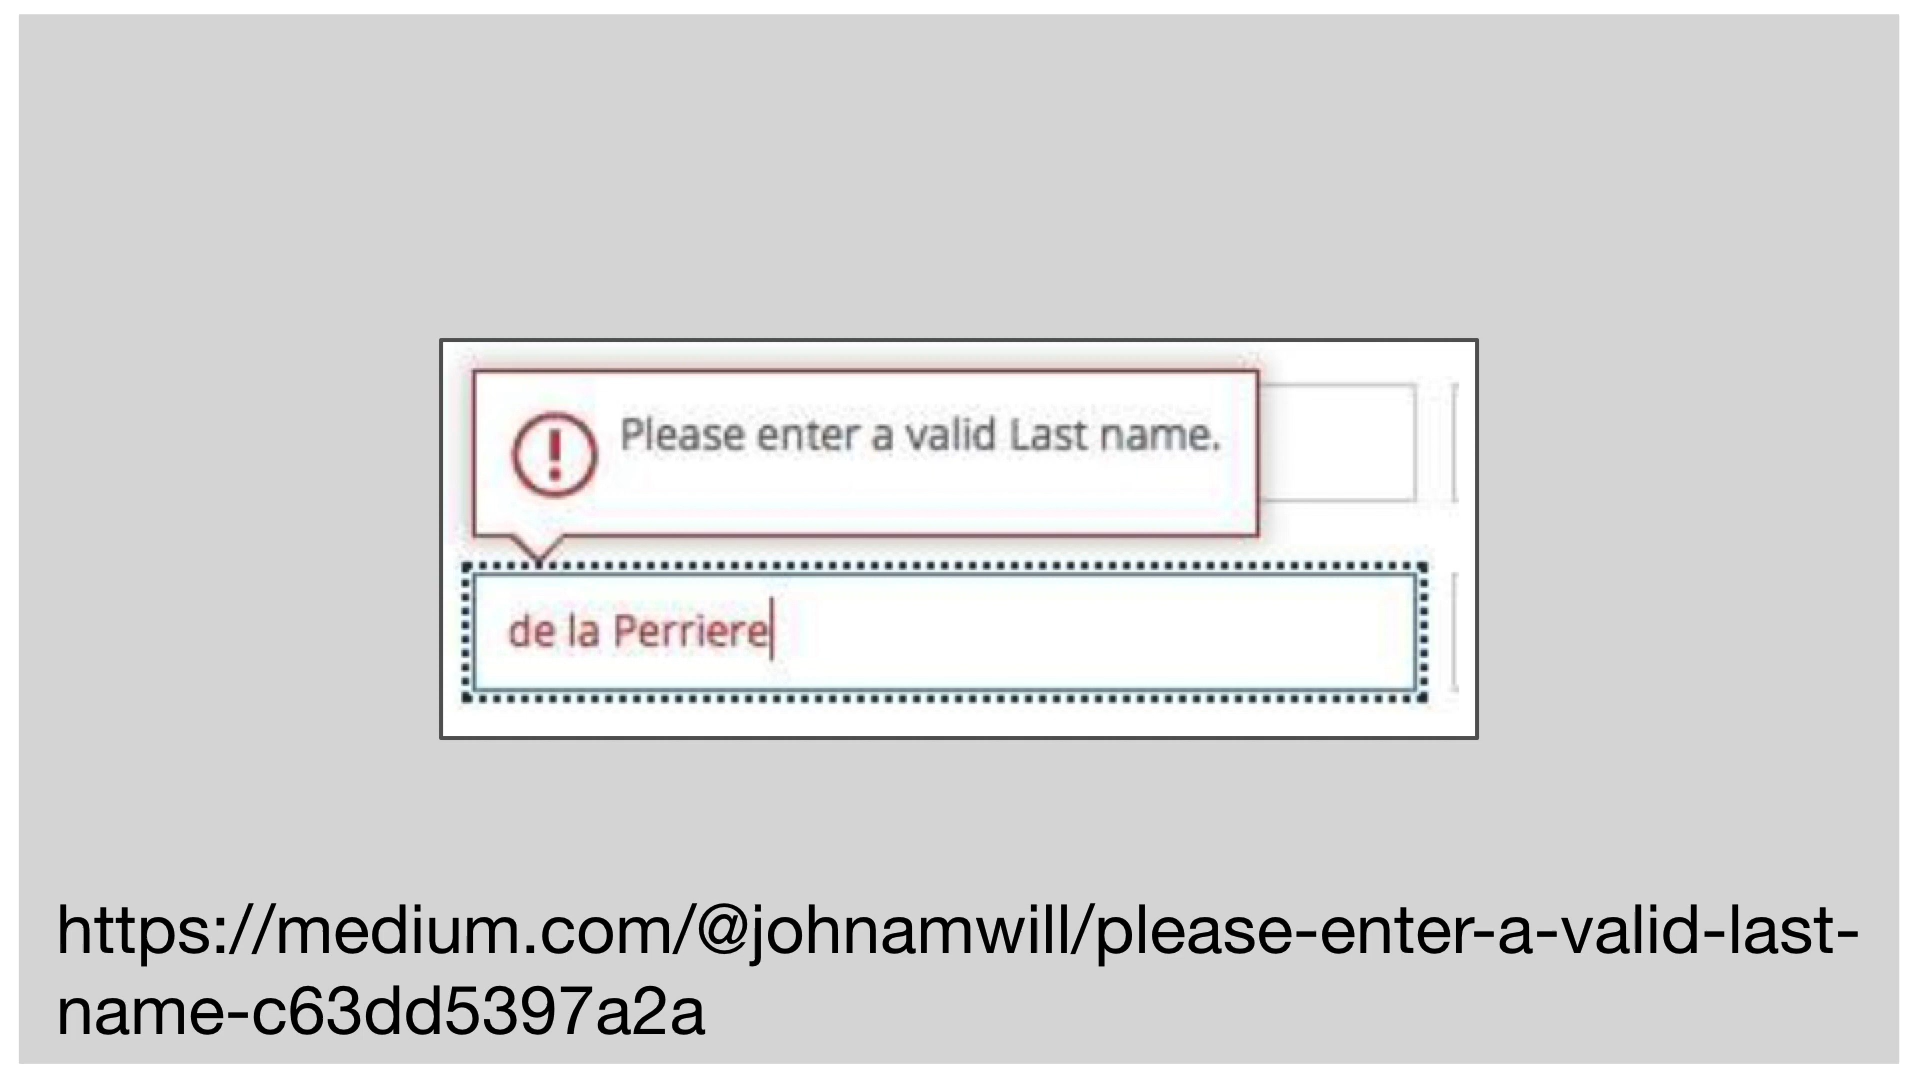 Please enter a valid Last name.
de la Perriere
https://medium.com/@johnamwill/please-enter-a-valid-last-
name-c63dd5397a2a